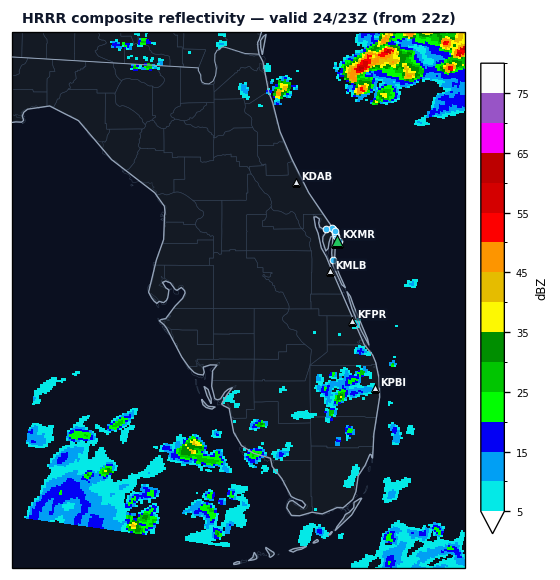 HRRR composite reflectivity — valid 24/23Z (from 22z)
KDAB
KXMR
KMLB
KFPR
KPBI
75
65
55
45
35
25
15
5
dBZ